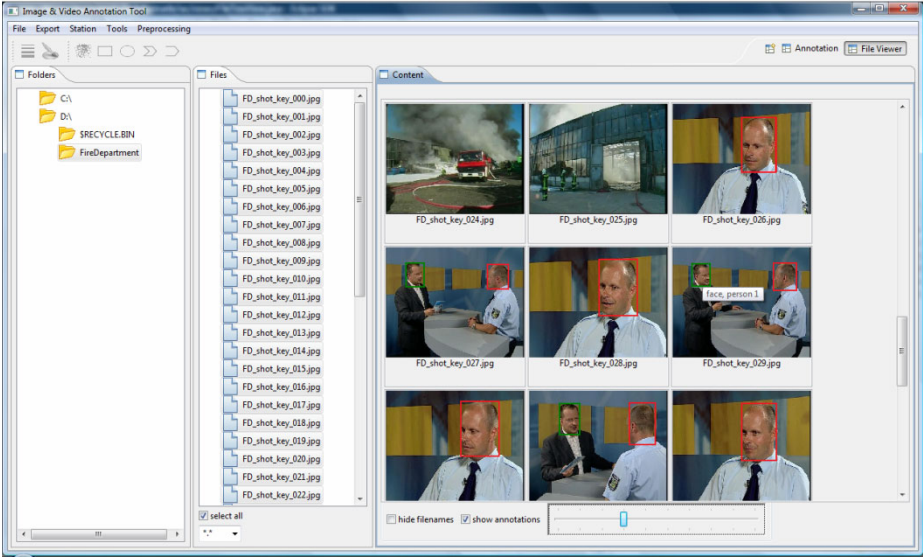 Image & Video Annotation Tool
File Export Station Tools Preprocessing
Annotation File Viewer
Folders
C:\
D:\
$RECYCLE.BIN
FireDepartment
Files
FD_shot_key_000.jpg
FD_shot_key_001.jpg
FD_shot_key_002.jpg
FD_shot_key_003.jpg
FD_shot_key_004.jpg
FD_shot_key_005.jpg
FD_shot_key_006.jpg
FD_shot_key_007.jpg
FD_shot_key_008.jpg
FD_shot_key_009.jpg
FD_shot_key_010.jpg
FD_shot_key_011.jpg
FD_shot_key_012.jpg
FD_shot_key_013.jpg
FD_shot_key_014.jpg
FD_shot_key_015.jpg
FD_shot_key_016.jpg
FD_shot_key_017.jpg
FD_shot_key_018.jpg
FD_shot_key_019.jpg
FD_shot_key_020.jpg
FD_shot_key_021.jpg
FD_shot_key_022.jpg
select all
*.*
Content
FD_shot_key_024.jpg FD_shot_key_025.jpg FD_shot_key_026.jpg
face, person 1
FD_shot_key_027.jpg FD_shot_key_028.jpg FD_shot_key_029.jpg
hide filenames show annotations